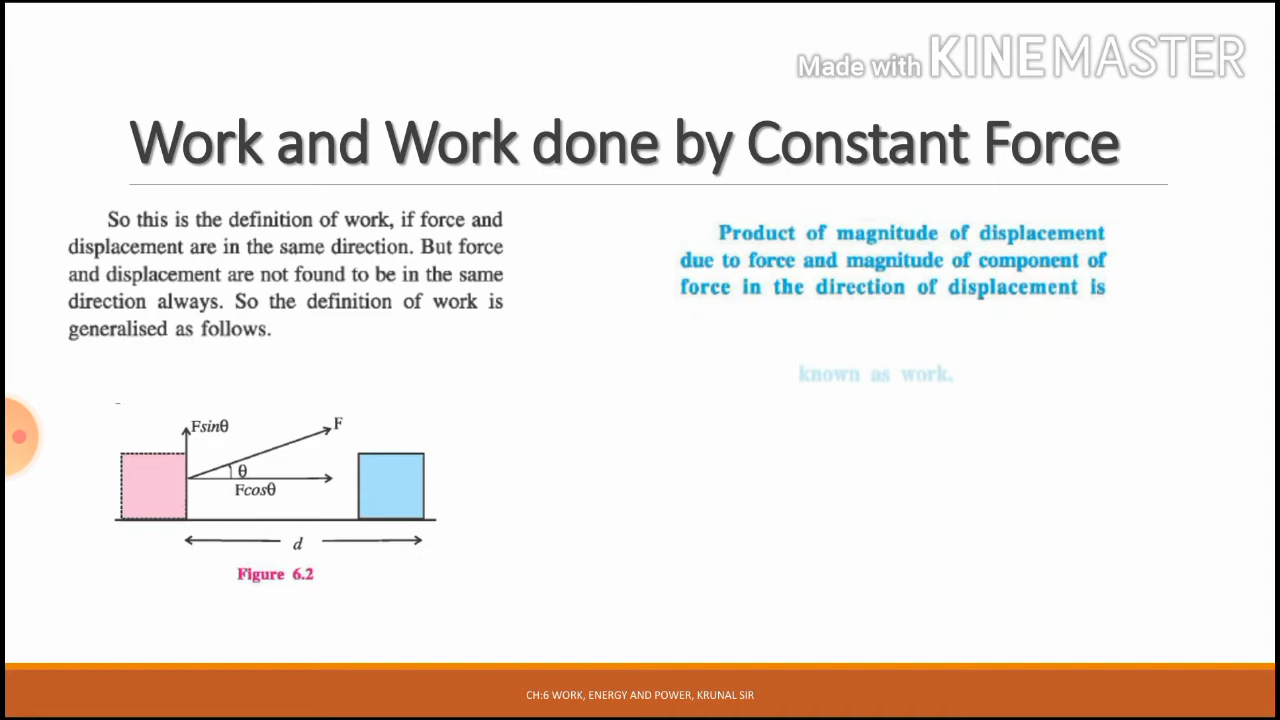 Made with KINEMASTER
Work and Work done by Constant Force
So this is the definition of work, if force and
displacement are in the same direction. But force
and displacement are not found to be in the same
direction always. So the definition of work is
generalised as follows.
Product of magnitude of displacement
due to force and magnitude of component of
force in the direction of displacement is
known as work.
Fsinθ
F
θ
Fcosθ
d
Figure 6.2
CH:6 WORK, ENERGY AND POWER, KRUNAL SIR